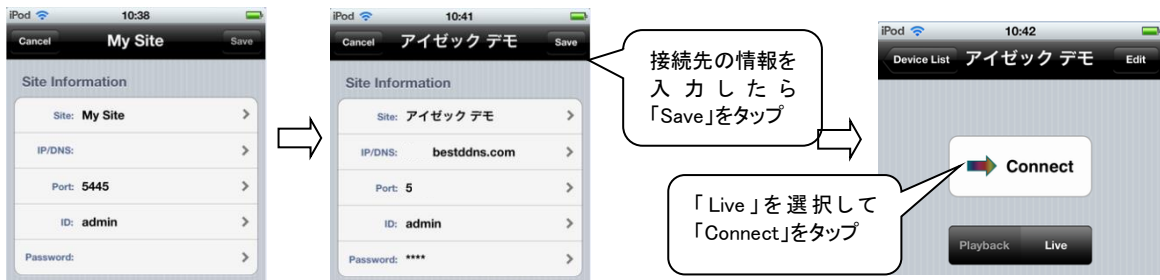 iPod 10:38
Cancel My Site Save
Site Information
Site: My Site
IP/DNS:
Port: 5445
ID: admin
Password:
iPod 10:41
Cancel アイゼック デモ Save
Site Information
Site: アイゼック デモ
IP/DNS: bestddns.com
Port: 5
ID: admin
Password: ****
接続先の情報を
入力したら
「Save」をタップ
iPod 10:42
Device List アイゼック デモ Edit
Connect
「Live」を選択して
「Connect」をタップ
Playback Live